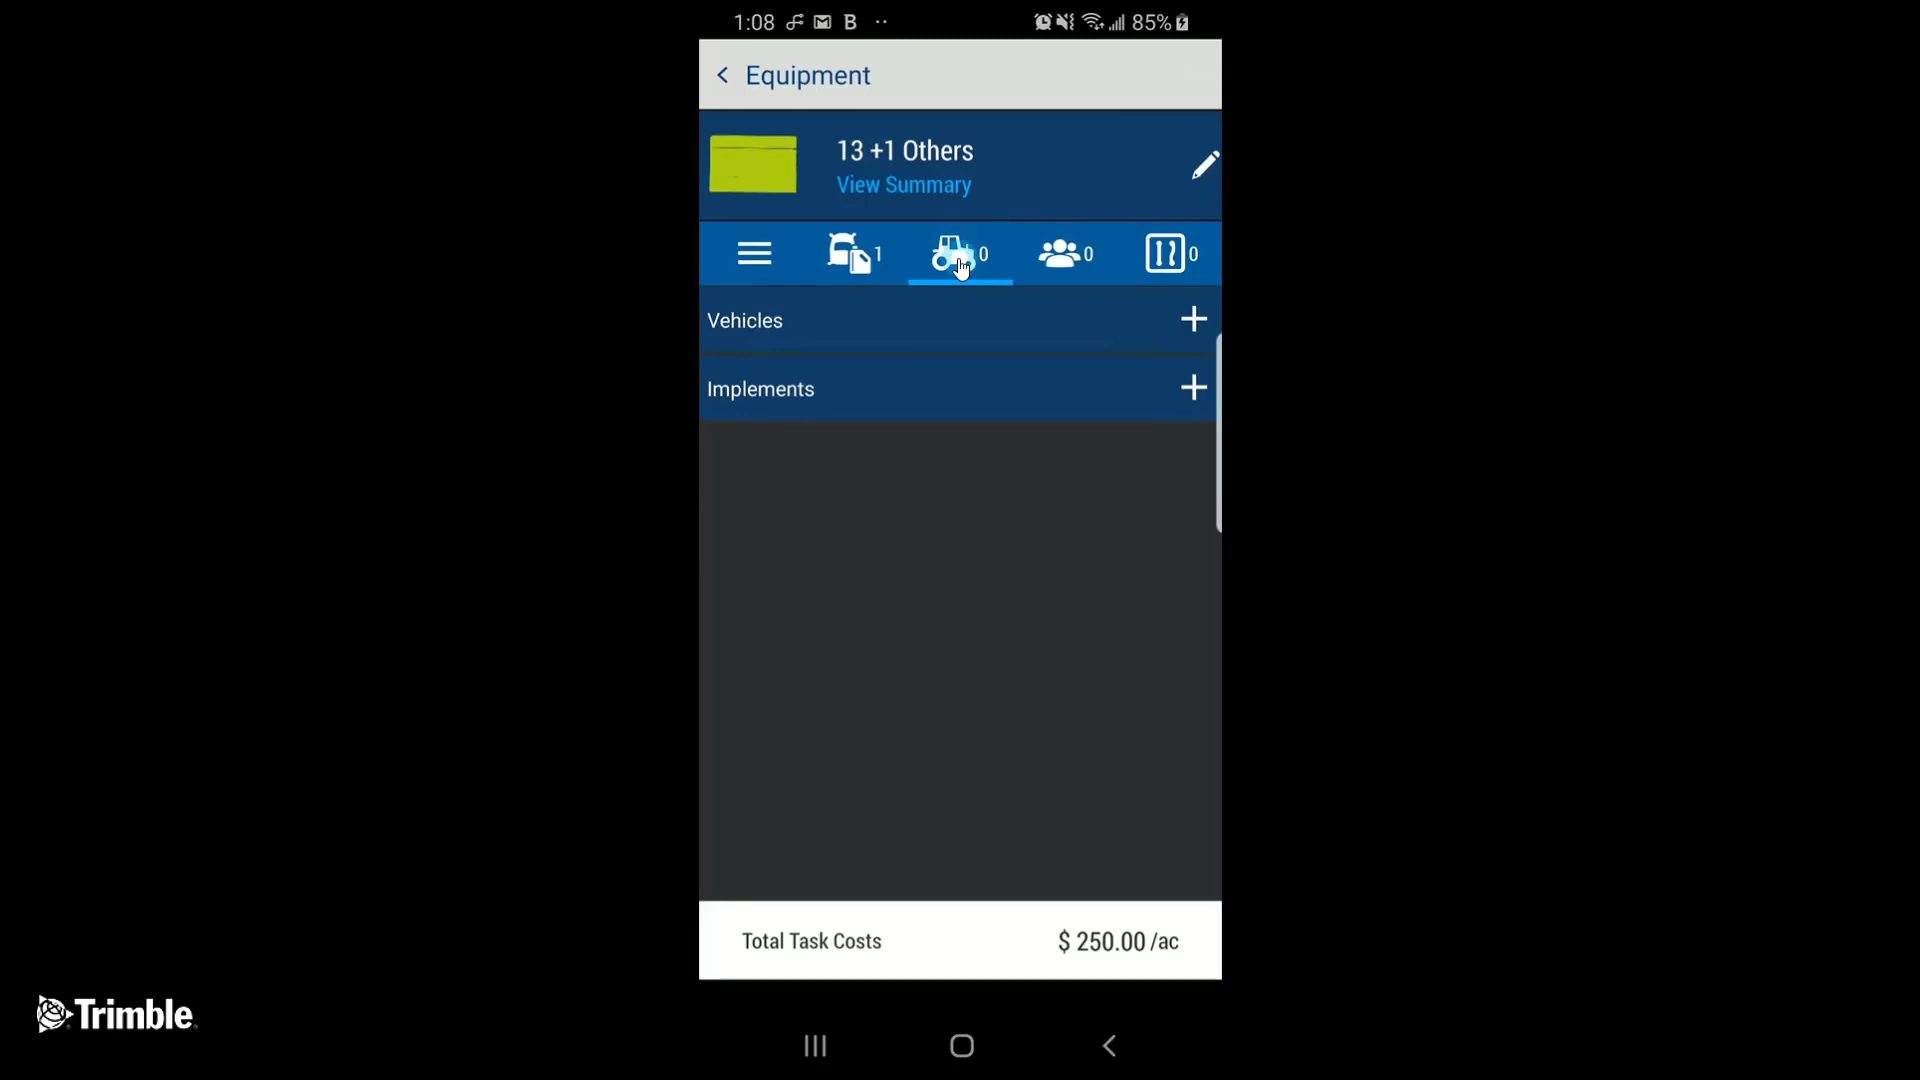 1:08 B 85%
Equipment
13 +1 Others
View Summary
1 0 0 0
Vehicles
Implements
Total Task Costs $ 250.00 /ac
Trimble